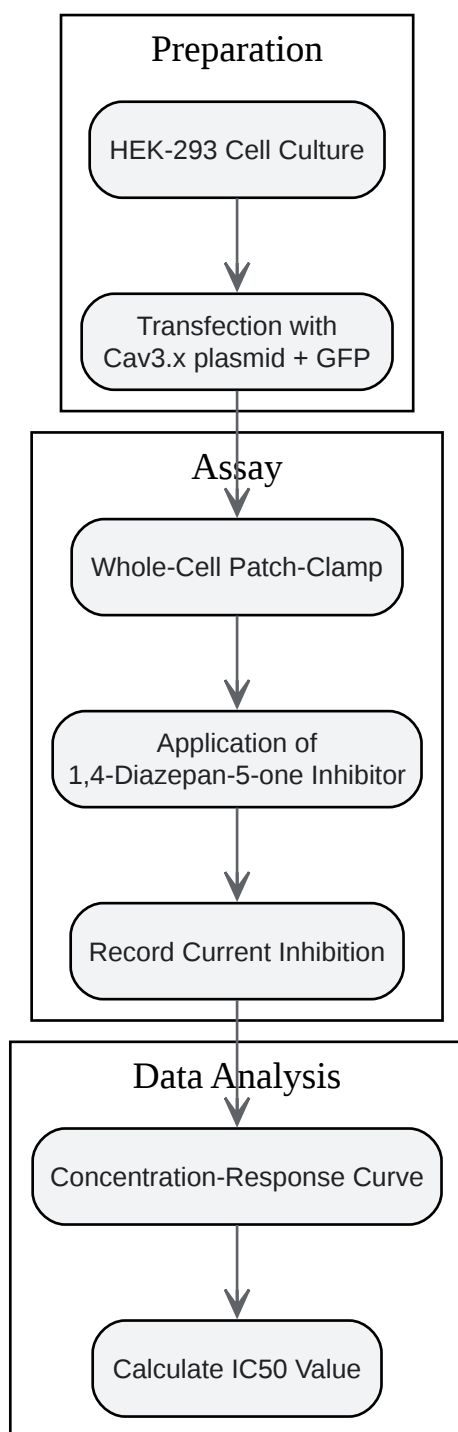 Preparation
HEK-293 Cell Culture
Transfection with
Cav3.x plasmid + GFP
Assay
Whole-Cell Patch-Clamp
Application of
1,4-Diazepan-5-one Inhibitor
Record Current Inhibition
Data Analysis
Concentration-Response Curve
Calculate IC50 Value